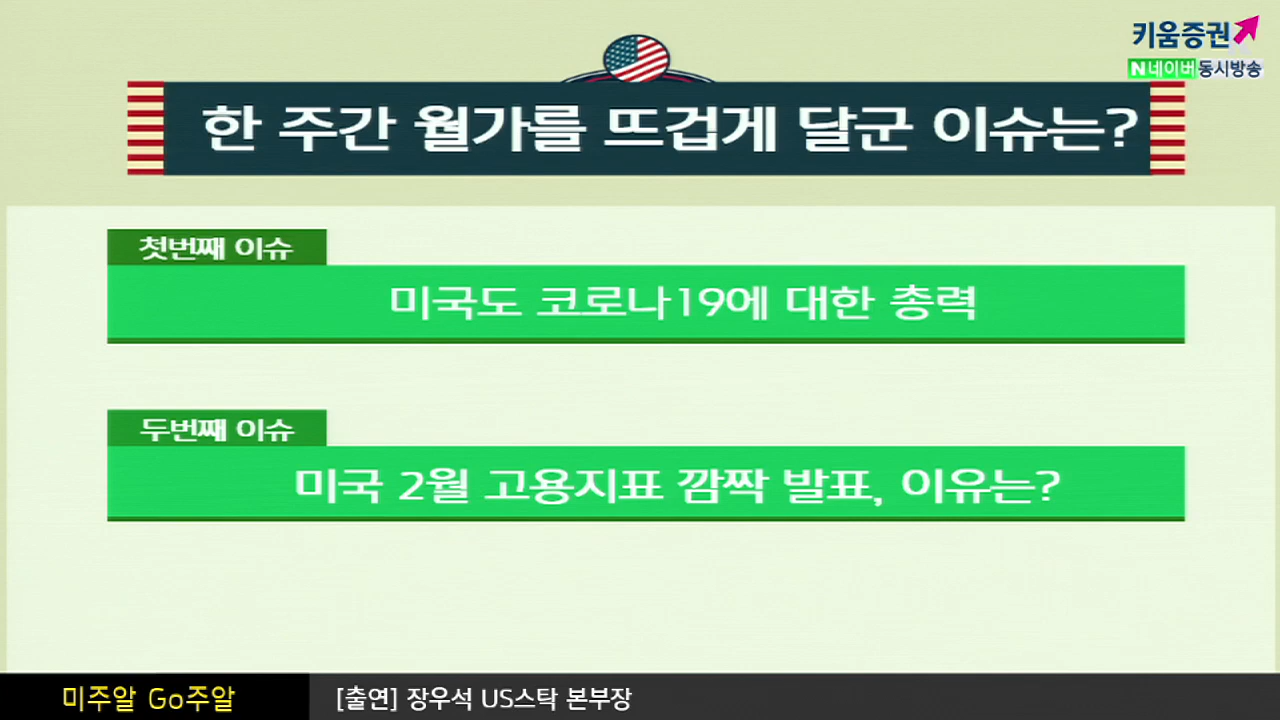 키움증권
N 네이버 동시방송
한 주간 월가를 뜨겁게 달군 이슈는?
첫번째 이슈
미국도 코로나19에 대한 총력
두번째 이슈
미국 2월 고용지표 깜짝 발표, 이유는?
미주알 Go주알
[출연] 장우석 US스탁 본부장